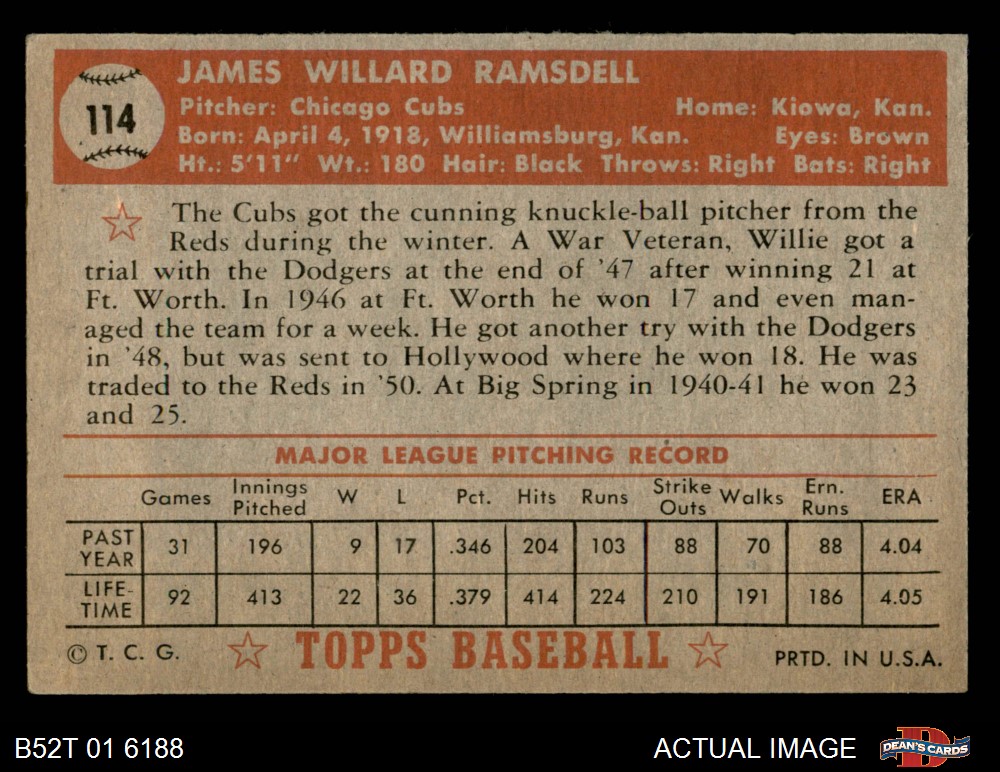 114
JAMES WILLARD RAMSDELL
Pitcher: Chicago Cubs Home: Kiowa, Kan.
Born: April 4, 1918, Williamsburg, Kan. Eyes: Brown
Ht.: 5'11" Wt.: 180 Hair: Black Throws: Right Bats: Right
The Cubs got the cunning knuckle-ball pitcher from the
Reds during the winter. A War Veteran, Willie got a
trial with the Dodgers at the end of '47 after winning 21 at
Ft. Worth. In 1946 at Ft. Worth he won 17 and even man-
aged the team for a week. He got another try with the Dodgers
in '48, but was sent to Hollywood where he won 18. He was
traded to the Reds in '50. At Big Spring in 1940-41 he won 23
and 25.
MAJOR LEAGUE PITCHING RECORD
Games Innings Pitched W L Pct. Hits Runs Strike Outs Walks Ern. Runs ERA
PAST YEAR 31 196 9 17 .346 204 103 88 70 88 4.04
LIFE-TIME 92 413 22 36 .379 414 224 210 191 186 4.05
© T. C. G. TOPPS BASEBALL PRTD. IN U.S.A.
B52T 01 6188 ACTUAL IMAGE DEAN'S CARDS